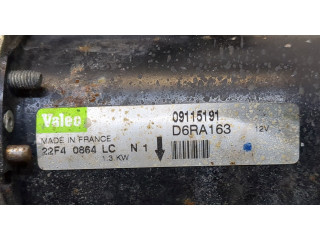 Valeo
09115191
D6RA163
12V
MADE IN FRANCE
22F4 0864 LC N 1
1.3 KW